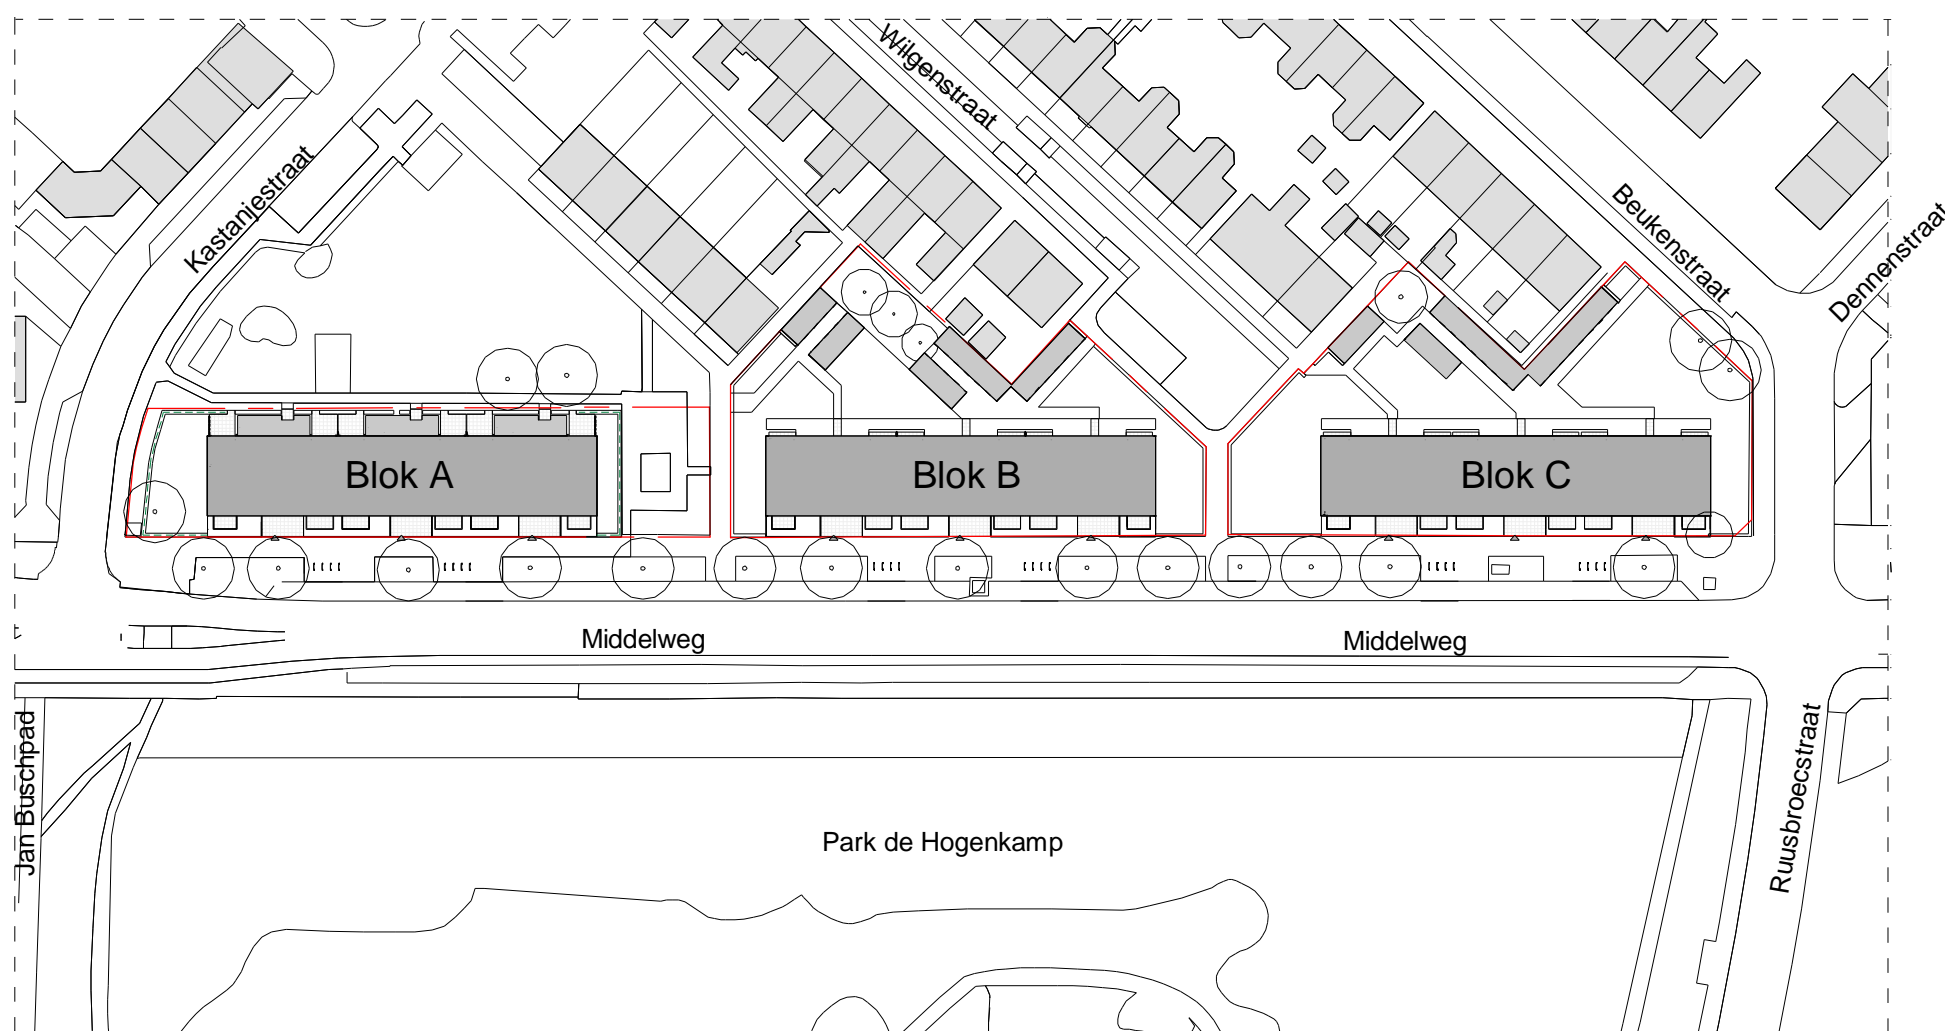 Wilgenstraat
Kastanjestraat
Beukenstraat
Dennenstraat
Blok A
Blok B
Blok C
Middelweg
Middelweg
Jan Buschpad
Ruusbroecstraat
Park de Hogenkamp